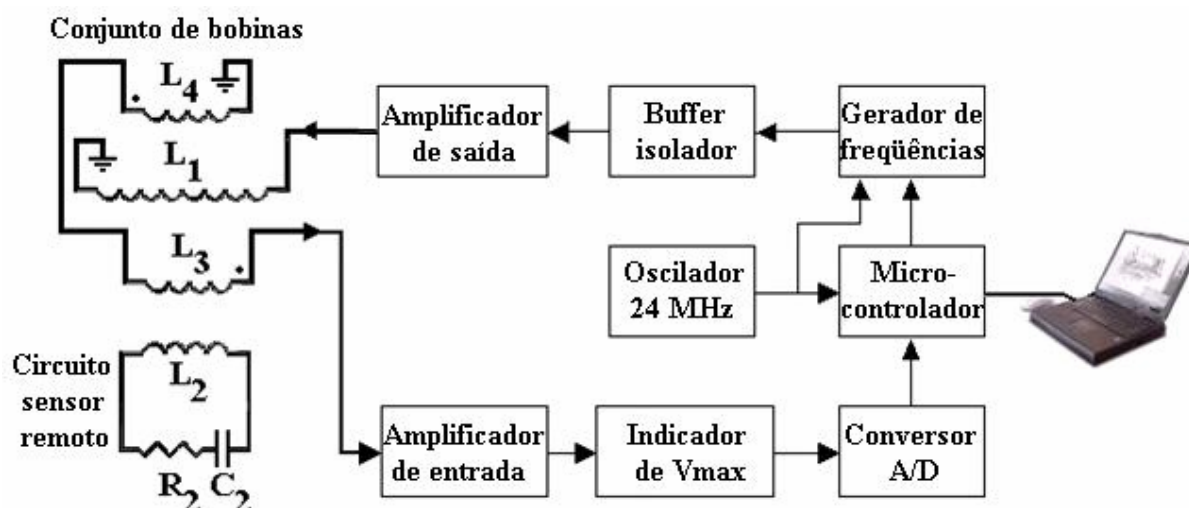 Conjunto de bobinas
L4
L1
L3
Circuito
sensor
remoto
L2
R2 C2
Amplificador
de saída
Buffer
isolador
Gerador de
freqüências
Oscilador
24 MHz
Micro-
controlador
Amplificador
de entrada
Indicador
de Vmax
Conversor
A/D